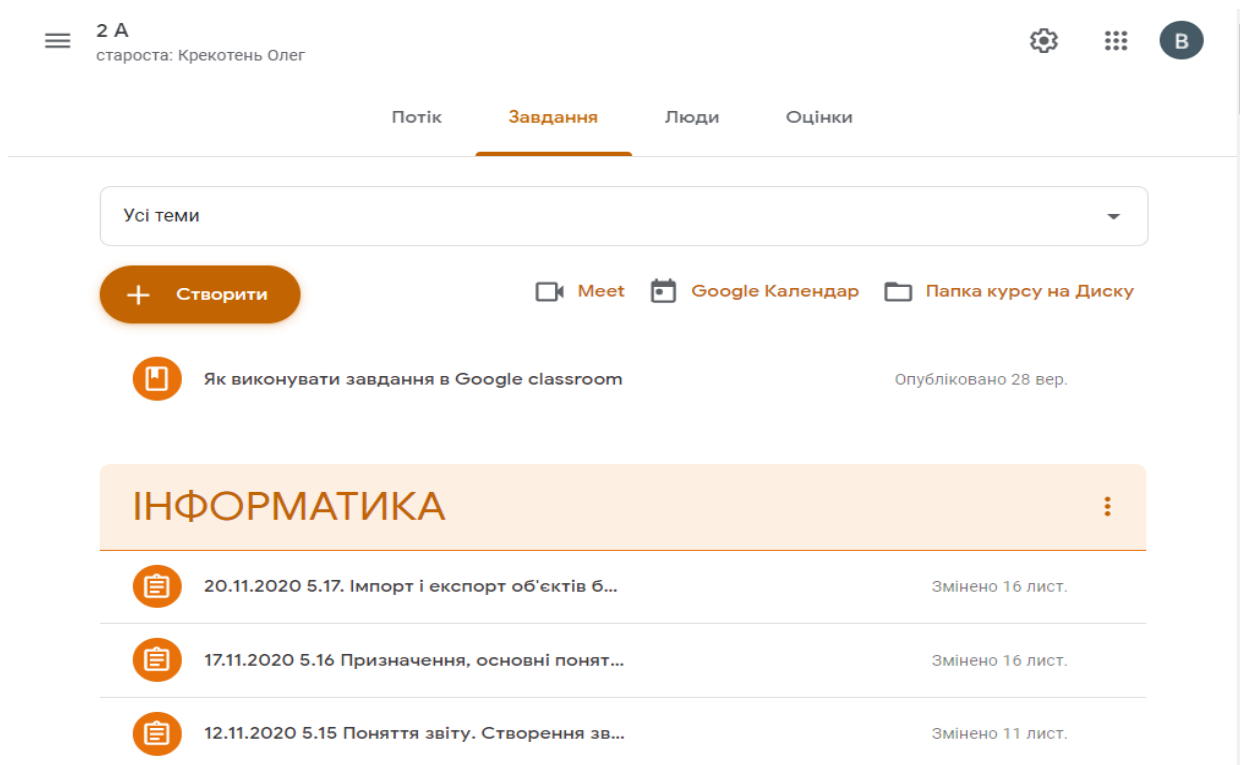 2 А
староста: Крекотень Олег
В
Потік Завдання Люди Оцінки
Усі теми
Створити Meet Google Календар Папка курсу на Диску
Як виконувати завдання в Google classroom Опубліковано 28 вер.
ІНФОРМАТИКА
20.11.2020 5.17. Імпорт і експорт об'єктів б... Змінено 16 лист.
17.11.2020 5.16 Призначення, основні понят... Змінено 16 лист.
12.11.2020 5.15 Поняття звіту. Створення зв... Змінено 11 лист.